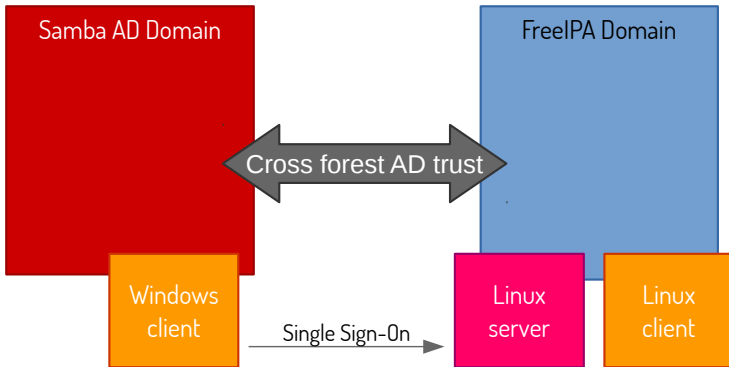 Samba AD Domain
FreeIPA Domain
Cross forest AD trust
Windows
client
Single Sign-On
Linux
server
Linux
client